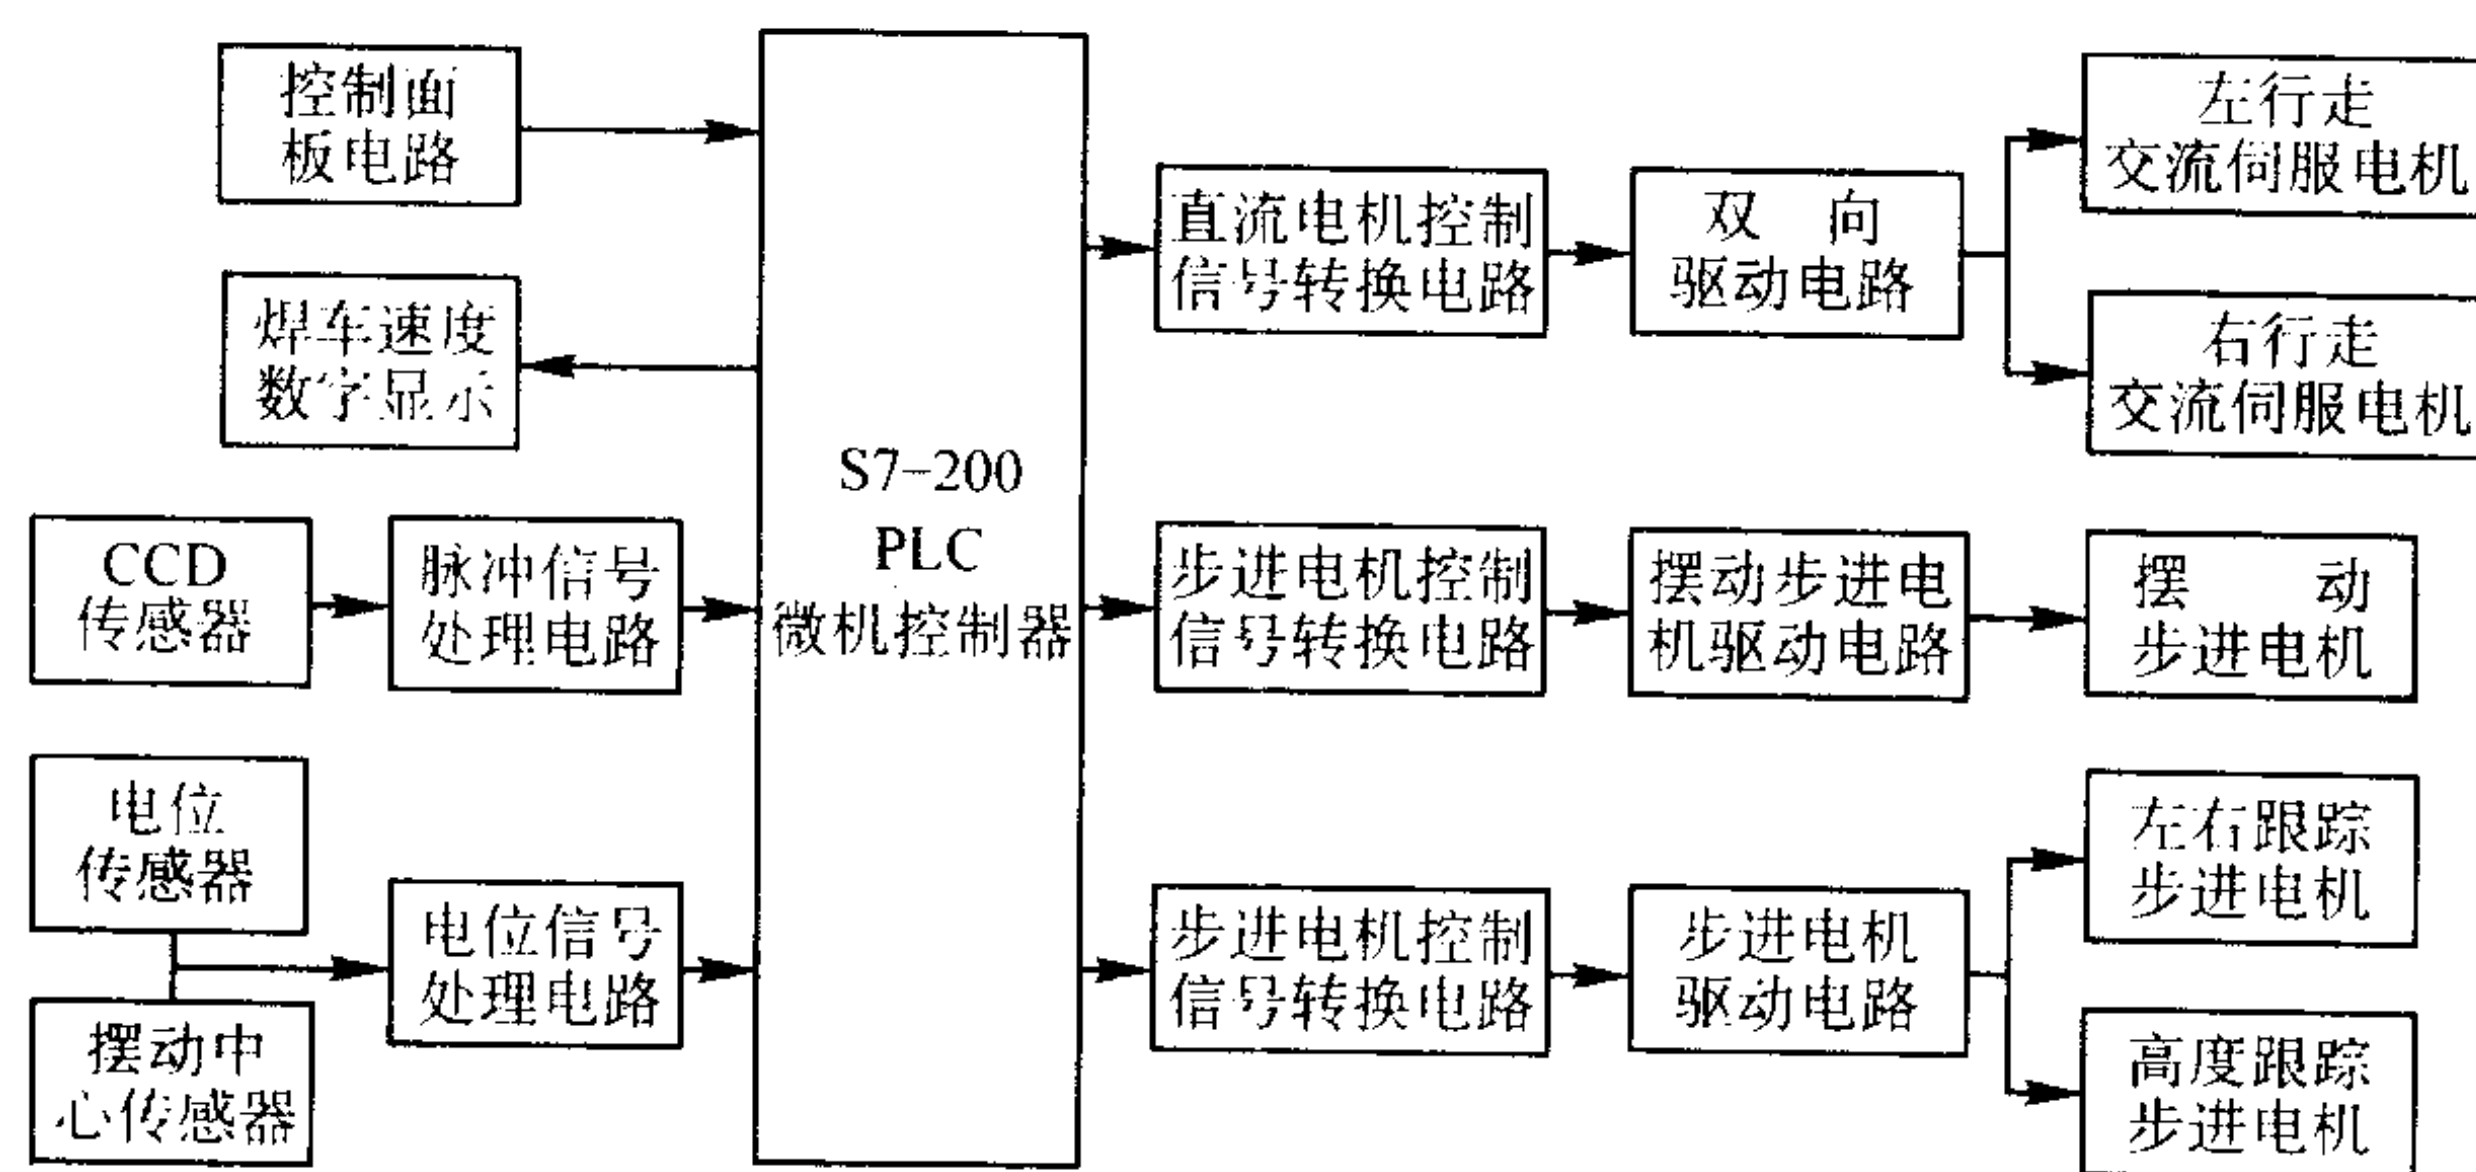 控制面
板电路
焊车速度
数字显示
CCD
传感器
脉冲信号
处理电路
电位
传感器
电位信号
处理电路
摆动中
心传感器
S7-200
PLC
微机控制器
直流电机控制
信号转换电路
双 向
驱动电路
左行走
交流伺服电机
右行走
交流伺服电机
步进电机控制
信号转换电路
摆动步进电
机驱动电路
摆 动
步进电机
步进电机控制
信号转换电路
步进电机
驱动电路
左右跟踪
步进电机
高度跟踪
步进电机